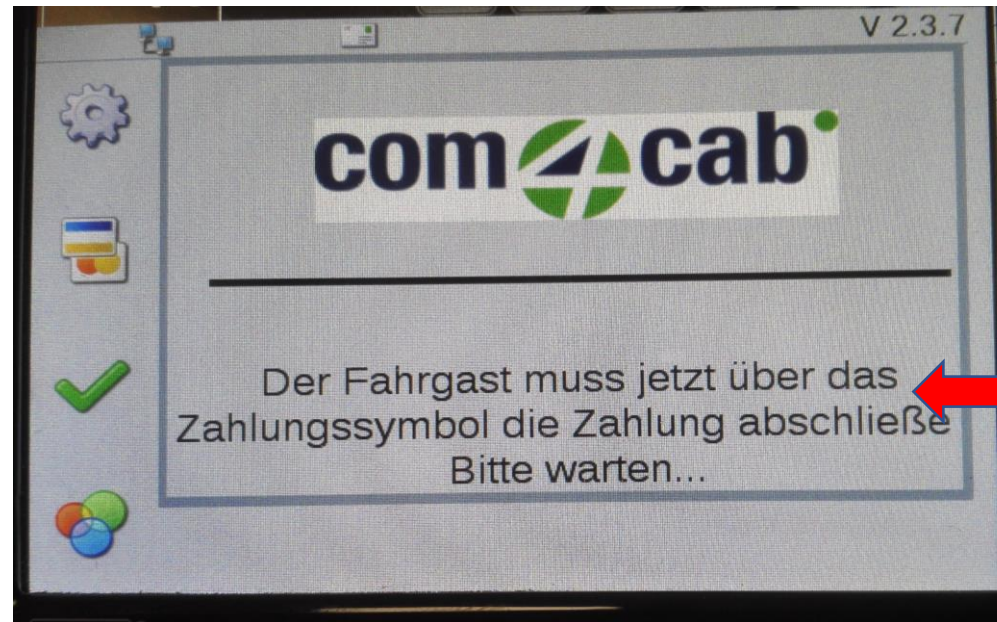 V 2.3.7
com4cab
Der Fahrgast muss jetzt über das
Zahlungssymbol die Zahlung abschließe
Bitte warten...